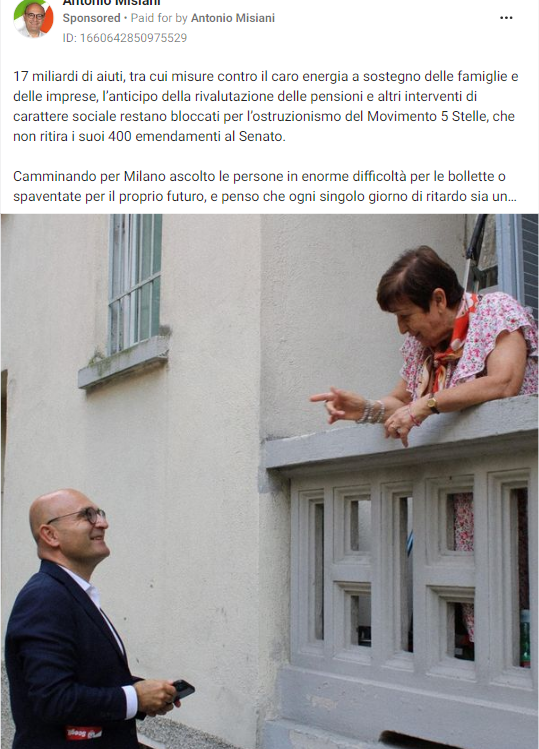 Antonio Misiani
Sponsored • Paid for by Antonio Misiani
ID: 1660642850975529
17 miliardi di aiuti, tra cui misure contro il caro energia a sostegno delle famiglie e
delle imprese, l’anticipo della rivalutazione delle pensioni e altri interventi di
carattere sociale restano bloccati per l’ostruzionismo del Movimento 5 Stelle, che
non ritira i suoi 400 emendamenti al Senato.
Camminando per Milano ascolto le persone in enorme difficoltà per le bollette o
spaventate per il proprio futuro, e penso che ogni singolo giorno di ritardo sia un...